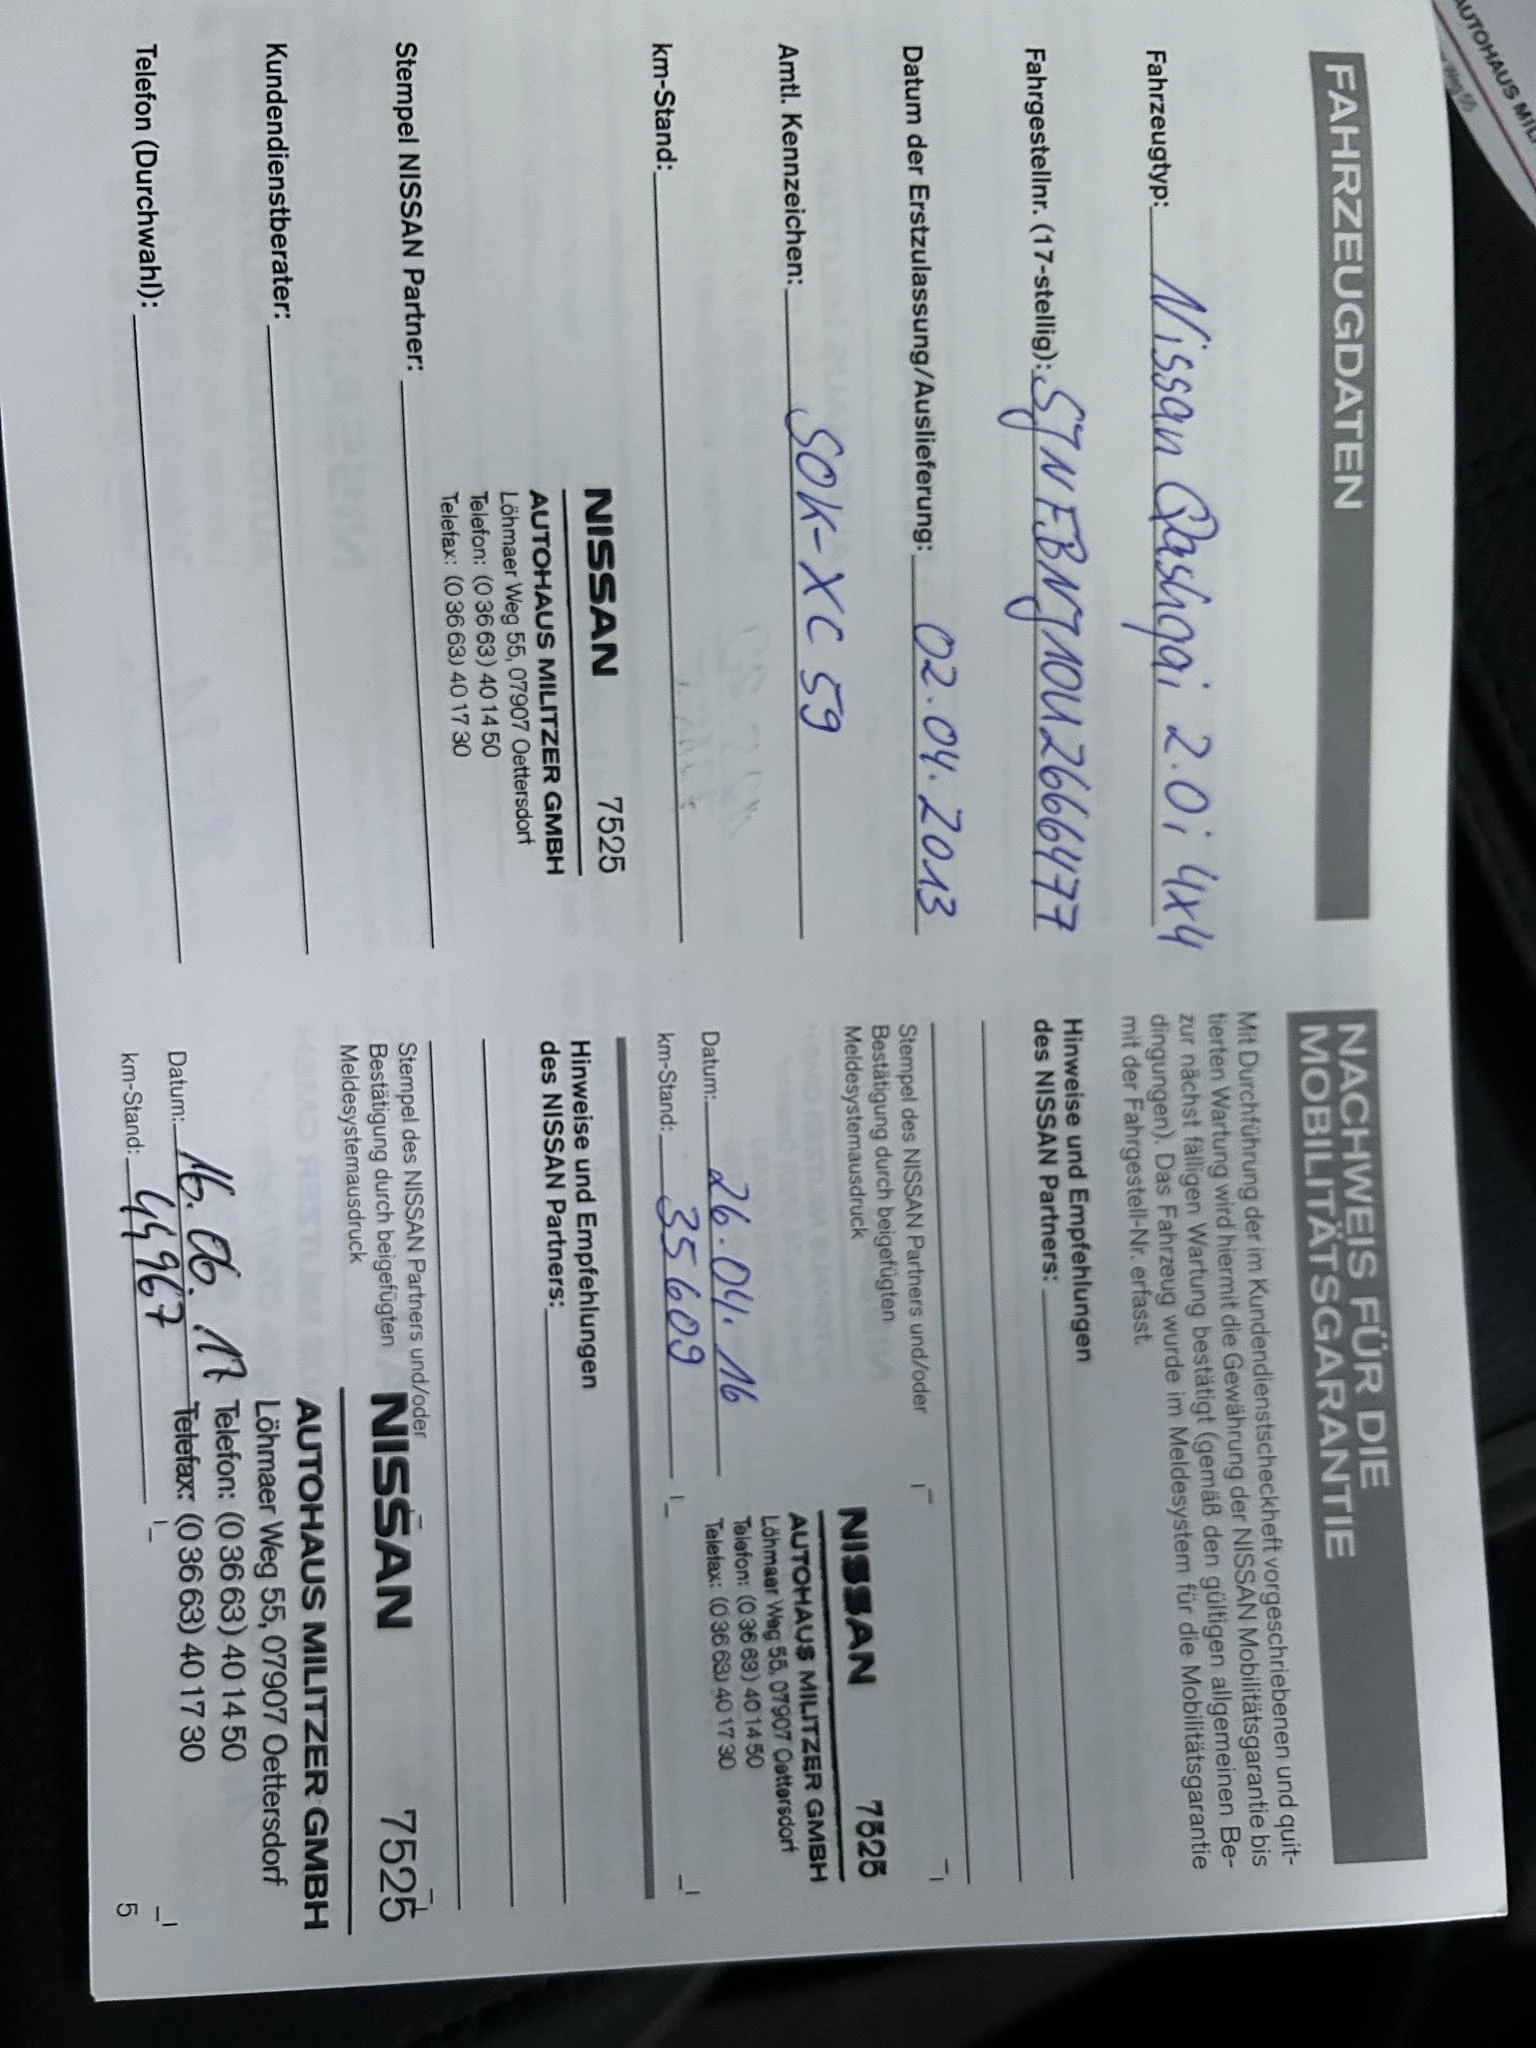 AUTOHAUS MILI
Weg 55
FAHRZEUGDATEN
Fahrzeugtyp: Nissan Qashqai 2.0i 4x4
Fahrgestellnr. (17-stellig): SJNFBNJ10U2666477
Datum der Erstzulassung/Auslieferung: 02.04.2013
Amtl. Kennzeichen: SOK-XC 59
km-Stand:
NISSAN 7525
AUTOHAUS MILITZER GMBH
Löhmaer Weg 55, 07907 Oettersdorf
Telefon: (0 36 63) 40 14 50
Telefax: (0 36 63) 40 17 30
Stempel NISSAN Partner:
Kundendienstberater:
Telefon (Durchwahl):
NACHWEIS FÜR DIE
MOBILITÄTSGARANTIE
Mit Durchführung der im Kundendienstscheckheft vorgeschriebenen und quit-
tierten Wartung wird hiermit die Gewährung der NISSAN Mobilitätsgarantie bis
zur nächst fälligen Wartung bestätigt (gemäß den gültigen allgemeinen Be-
dingungen). Das Fahrzeug wurde im Meldesystem für die Mobilitätsgarantie
mit der Fahrgestell-Nr. erfasst.
Hinweise und Empfehlungen
des NISSAN Partners:
Stempel des NISSAN Partners und/oder
Bestätigung durch beigefügten
Meldesystemausdruck
NISSAN 7525
AUTOHAUS MILITZER GMBH
Löhmaer Weg 55, 07907 Oettersdorf
Telefon: (0 36 63) 40 14 50
Telefax: (0 36 63) 40 17 30
Datum: 26.04.16
km-Stand: 35609
Hinweise und Empfehlungen
des NISSAN Partners:
Stempel des NISSAN Partners und/oder
Bestätigung durch beigefügten
Meldesystemausdruck
NISSAN 7525
AUTOHAUS MILITZER GMBH
Löhmaer Weg 55, 07907 Oettersdorf
Telefon: (0 36 63) 40 14 50
Telefax: (0 36 63) 40 17 30
Datum: 16.06.17
km-Stand: 44967
5